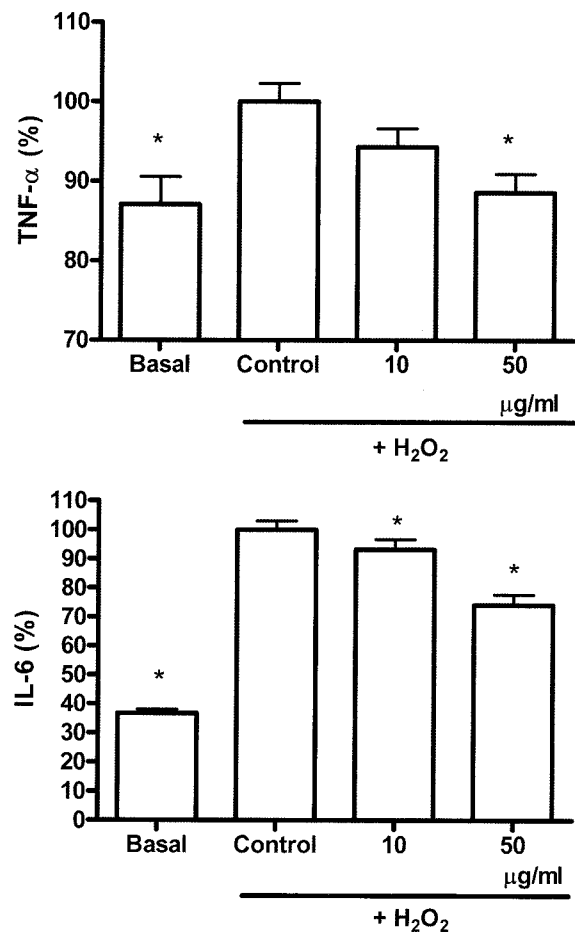 110
100
90
80
70
TNF-α (%)
*
*
Basal Control 10 50
μg/ml
+ H₂O₂
110
100
90
80
70
60
50
40
30
20
10
0
IL-6 (%)
*
*
*
Basal Control 10 50
μg/ml
+ H₂O₂